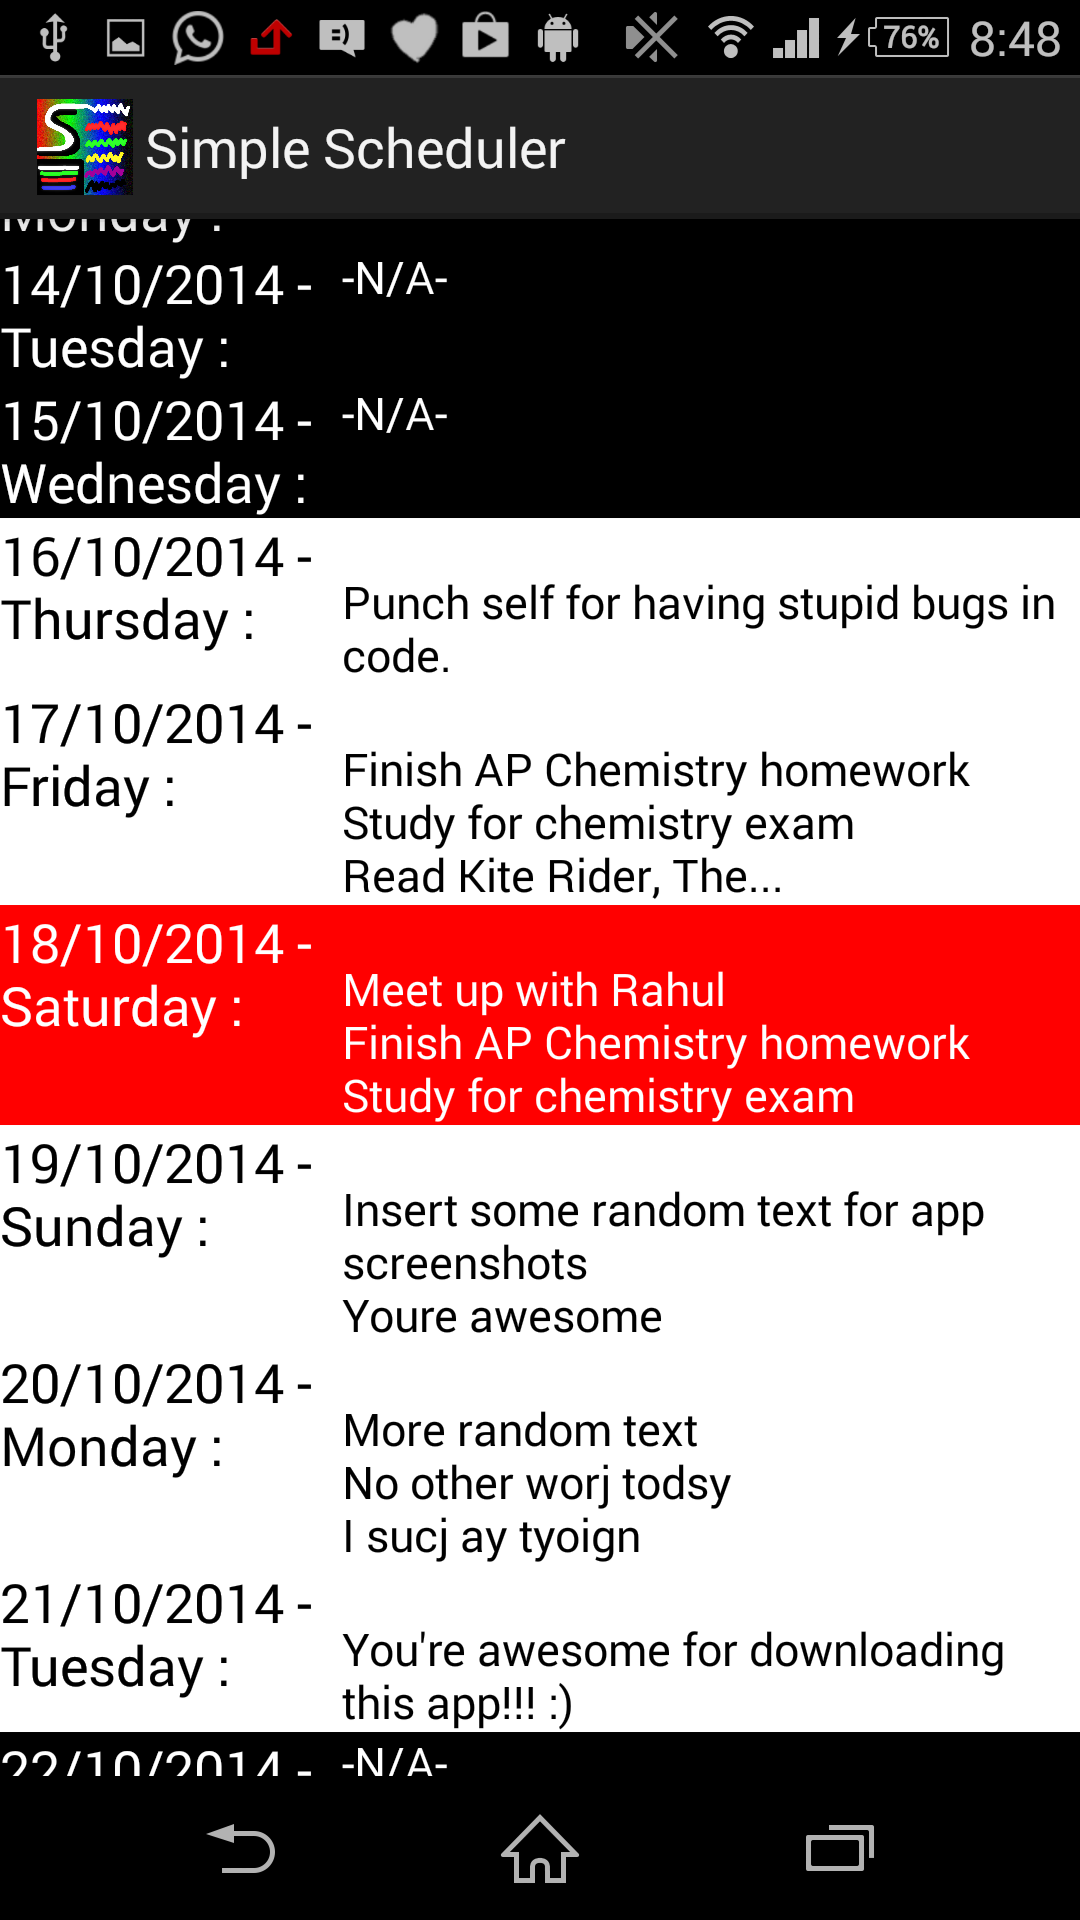 76%
8:48
Simple Scheduler
Monday :
14/10/2014 - -N/A-
Tuesday :
15/10/2014 - -N/A-
Wednesday :
16/10/2014 -
Thursday :
Punch self for having stupid bugs in
code.
17/10/2014 -
Friday :
Finish AP Chemistry homework
Study for chemistry exam
Read Kite Rider, The...
18/10/2014 -
Saturday :
Meet up with Rahul
Finish AP Chemistry homework
Study for chemistry exam
19/10/2014 -
Sunday :
Insert some random text for app
screenshots
Youre awesome
20/10/2014 -
Monday :
More random text
No other worj todsy
I sucj ay tyoign
21/10/2014 -
Tuesday :
You're awesome for downloading
this app!!! :)
22/10/2014 - -N/A-